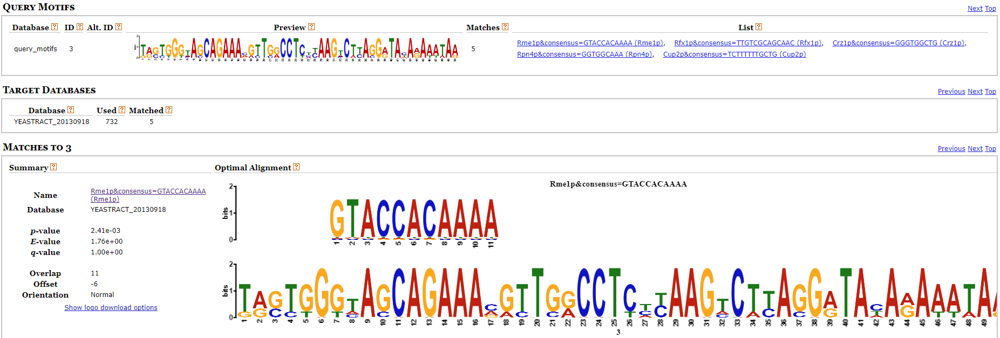 QUERY MOTIFS
Next Top
Database ? ID ? Alt. ID ? Preview ? Matches ? List ?
query_motifs 3 5 Rme1p&consensus=GTACCACAAAA (Rme1p), Rfx1p&consensus=TTGTCGCAGCAAC (Rfx1p), Crz1p&consensus=GGGTGGCTG (Crz1p),
Rpn4p&consensus=GGTGGCAAA (Rpn4p), Cup2p&consensus=TCTTTTTTGCTG (Cup2p)
TARGET DATABASES
Previous Next Top
Database ? Used ? Matched ?
YEASTRACT_20130918 732 5
MATCHES TO 3
Previous Next Top
Summary ? Optimal Alignment ?
Name Rme1p&consensus=GTACCACAAAA
(Rme1p)
Database YEASTRACT_20130918
p-value 2.41e-03
E-value 1.76e+00
q-value 1.00e+00
Overlap 11
Offset -6
Orientation Normal
Show logo download options
Rme1p&consensus=GTACCACAAAA
2
bits
1
0
GTACCACAAAA
1 2 3 4 5 6 7 8 9 10 11
2
bits
1
0
TAGTGGGTAGCAGAAACGTTGGCCTCTTAAGTCTTAGGATACAAAAATAA
1 2 3 4 5 6 7 8 9 10 11 12 13 14 15 16 17 18 19 20 21 22 23 24 25 26 27 28 29 30 31 32 33 34 35 36 37 38 39 40 41 42 43 44 45 46 47 48 49
3